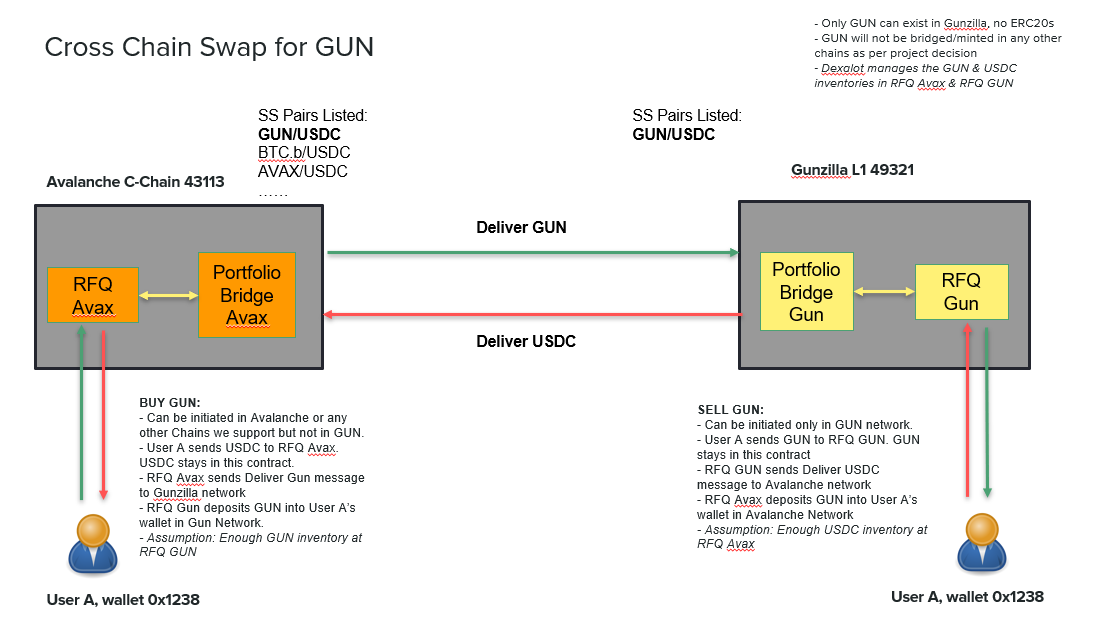 Cross Chain Swap for GUN
- Only GUN can exist in Gunzilla, no ERC20s
- GUN will not be bridged/minted in any other
chains as per project decision
- Dexalot manages the GUN & USDC
inventories in RFQ Avax & RFQ GUN
SS Pairs Listed:
GUN/USDC
BTC.b/USDC
AVAX/USDC
......
SS Pairs Listed:
GUN/USDC
Avalanche C-Chain 43113
Gunzilla L1 49321
RFQ
Avax
Portfolio
Bridge
Avax
Deliver GUN
Deliver USDC
Portfolio
Bridge
Gun
RFQ
Gun
BUY GUN:
- Can be initiated in Avalanche or any
other Chains we support but not in GUN.
- User A sends USDC to RFQ Avax.
USDC stays in this contract.
- RFQ Avax sends Deliver Gun message
to Gunzilla network
- RFQ Gun deposits GUN into User A's
wallet in Gun Network.
- Assumption: Enough GUN inventory at
RFQ GUN
SELL GUN:
- Can be initiated only in GUN network.
- User A sends GUN to RFQ GUN. GUN
stays in this contract
- RFQ GUN sends Deliver USDC
message to Avalanche network
- RFQ Avax deposits GUN into User A's
wallet in Avalanche Network
- Assumption: Enough USDC inventory at
RFQ Avax
User A, wallet 0x1238
User A, wallet 0x1238